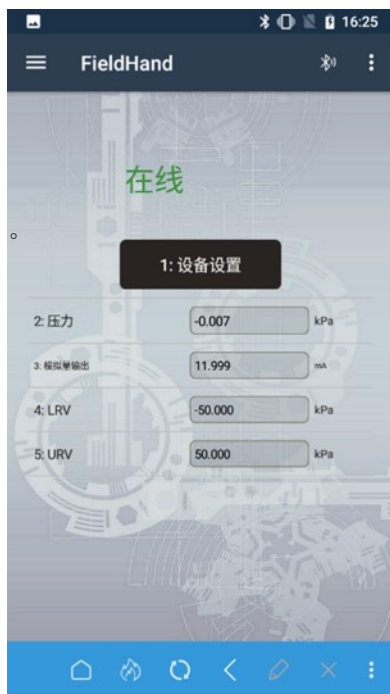 16:25
FieldHand
在线
。
1: 设备设置
2: 压力 -0.007 kPa
3: 模拟量输出 11.999 mA
4: LRV -50.000 kPa
5: URV 50.000 kPa